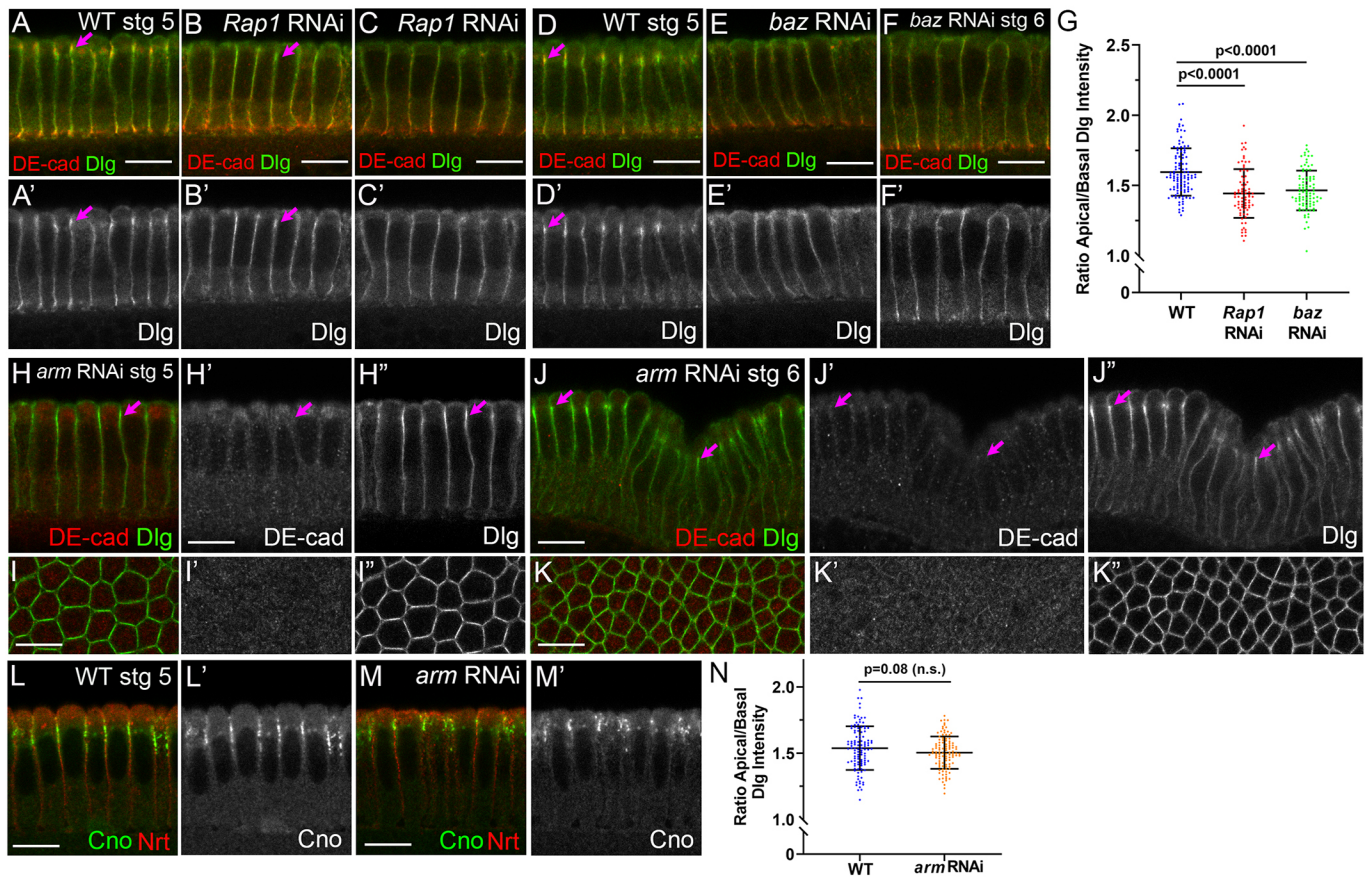 A WT stg 5
B Rap1 RNAi
C Rap1 RNAi
D WT stg 5
E baz RNAi
F baz RNAi stg 6
DE-cad Dlg
DE-cad Dlg
DE-cad Dlg
DE-cad Dlg
DE-cad Dlg
DE-cad Dlg
A' Dlg
B' Dlg
C' Dlg
D' Dlg
E' Dlg
F' Dlg
G
Ratio Apical/Basal Dlg Intensity
2.5
2.0
1.5
1.0
0
p<0.0001
p<0.0001
WT
Rap1 RNAi
baz RNAi
H arm RNAi stg 5
DE-cad Dlg
H' DE-cad
H" Dlg
J arm RNAi stg 6
DE-cad Dlg
J' DE-cad
J" Dlg
I
I'
I"
K
K'
K"
L WT stg 5
Cno Nrt
L' Cno
M arm RNAi
Cno Nrt
M' Cno
N
Ratio Apical/Basal
Dlg Intensity
2.0
1.5
1.0
0
p=0.08 (n.s.)
WT
arm RNAi